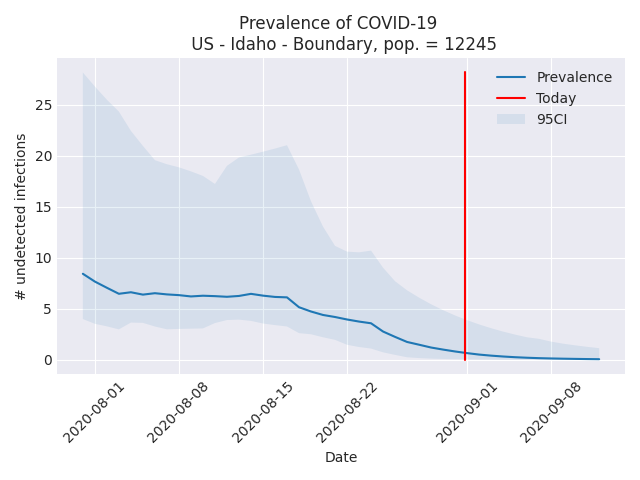 Prevalence of COVID-19
US - Idaho - Boundary, pop. = 12245
Prevalence
Today
95CI
# undetected infections
25
20
15
10
5
0
2020-08-01
2020-08-08
2020-08-15
2020-08-22
2020-09-01
2020-09-08
Date